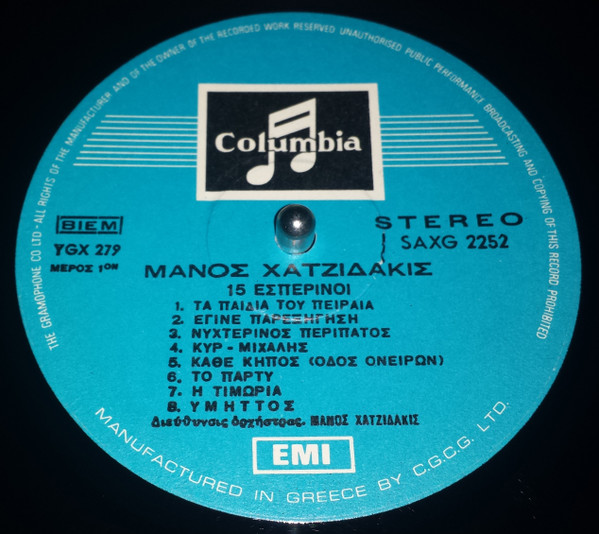 THE GRAMOPHONE CO LTD - ALL RIGHTS OF THE MANUFACTURER AND OF THE OWNER OF THE RECORDED WORK RESERVED UNAUTHORISED PUBLIC PERFORMANCE BROADCASTING AND COPYING OF THIS RECORD PROHIBITED
Columbia
BIEM
STEREO
YGX 279
SAXG 2252
ΜΕΡΟΣ 1ΟΝ
ΜΑΝΟΣ ΧΑΤΖΙΔΑΚΙΣ
15 ΕΣΠΕΡΙΝΟΙ
1. ΤΑ ΠΑΙΔΙΑ ΤΟΥ ΠΕΙΡΑΙΑ
2. ΕΓΙΝΕ ΠΑΡΕΞΗΓΗΣΗ
3. ΝΥΧΤΕΡΙΝΟΣ ΠΕΡΙΠΑΤΟΣ
4. ΚΥΡ - ΜΙΧΑΛΗΣ
5. ΚΑΘΕ ΚΗΠΟΣ (ΟΔΟΣ ΟΝΕΙΡΩΝ)
6. ΤΟ ΠΑΡΤΥ
7. Η ΤΙΜΩΡΙΑ
8. ΥΜΗΤΤΟΣ
Διεύθυνσις ὀρχήστρας. ΜΑΝΟΣ ΧΑΤΖΙΔΑΚΙΣ
EMI
MANUFACTURED IN GREECE BY C.G.C.G. LTD.